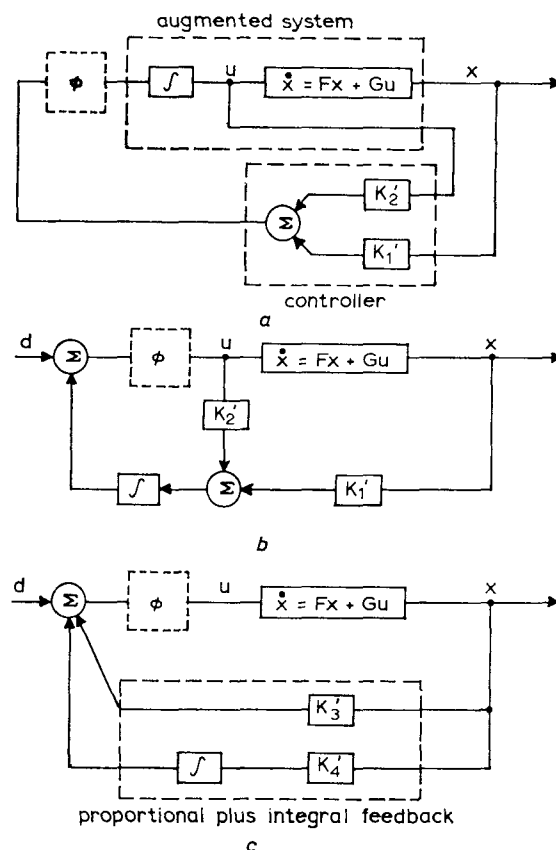 augmented system
ϕ ∫ u ẋ = Fx + Gu x
K₂'
Σ
K₁'
controller
a
d Σ ϕ u ẋ = Fx + Gu x
K₂'
∫ Σ K₁'
b
d Σ ϕ u ẋ = Fx + Gu x
K₃'
∫ K₄'
proportional plus integral feedback
c